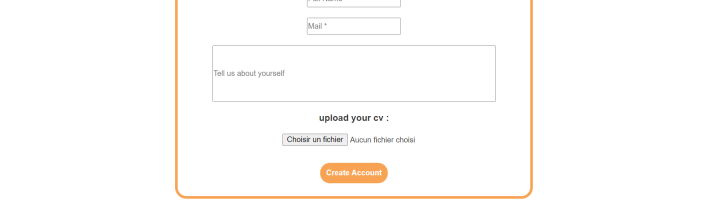 Mail *
Tell us about yourself
upload your cv :
Choisir un fichier Aucun fichier choisi
Create Account